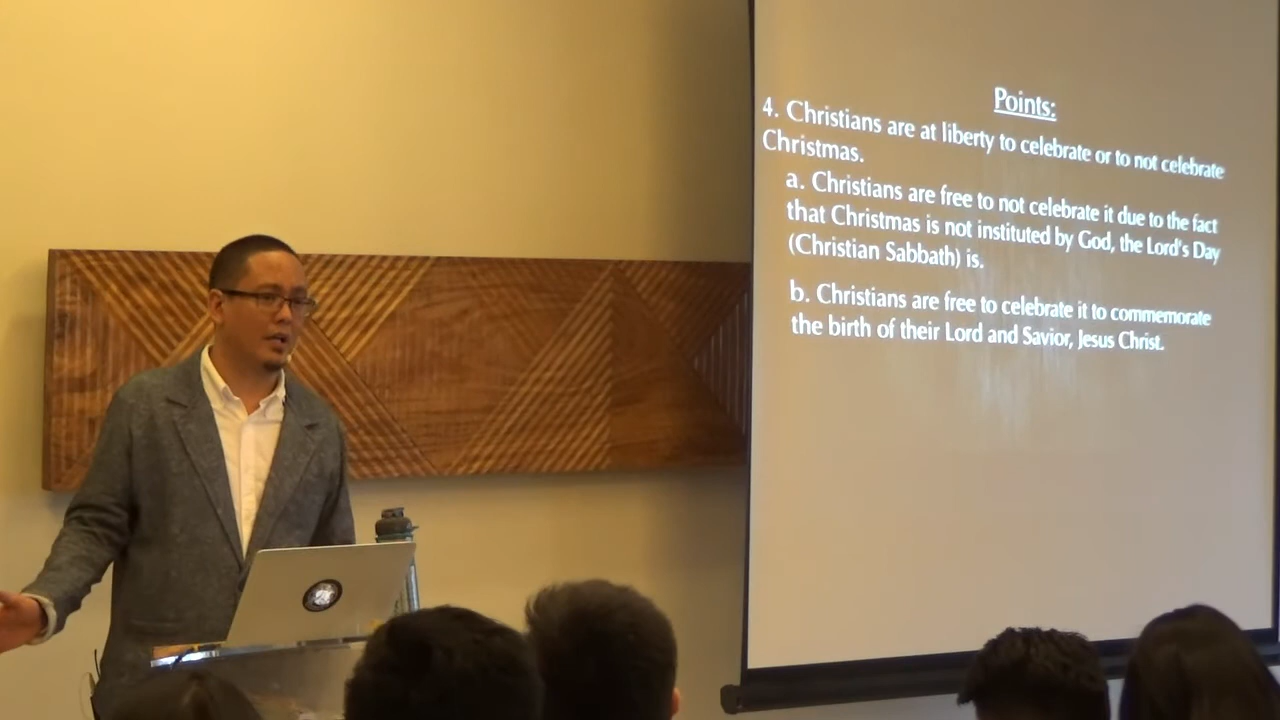 Points:
4. Christians are at liberty to celebrate or to not celebrate
Christmas.
a. Christians are free to not celebrate it due to the fact
that Christmas is not instituted by God, the Lord's Day
(Christian Sabbath) is.
b. Christians are free to celebrate it to commemorate
the birth of their Lord and Savior, Jesus Christ.